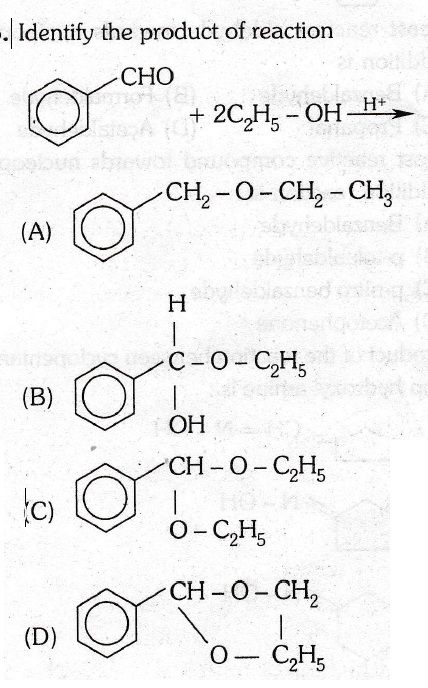 . Identify the product of reaction
CHO
+ 2C₂H₅ – OH H+
(A) CH₂ – O – CH₂ – CH₃
H
(B) C – O – C₂H₅
OH
(C) CH – O – C₂H₅
O – C₂H₅
(D) CH – O – CH₂
O — C₂H₅